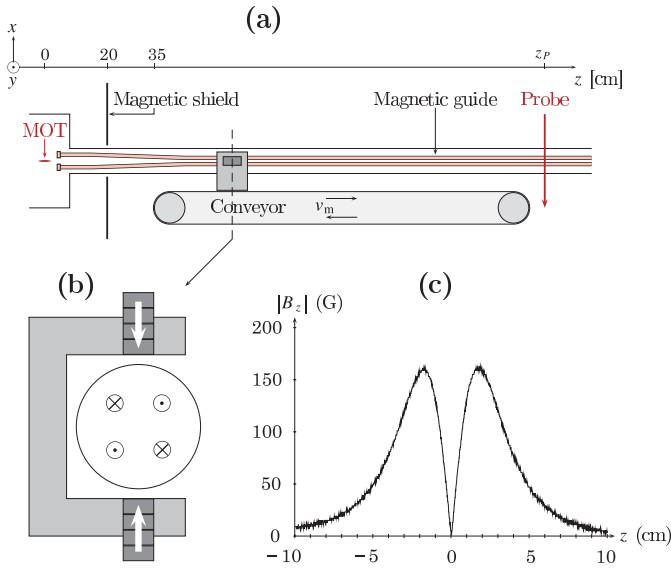 (a)
x
y
0 20 35 z_P
z [cm]
Magnetic shield
Magnetic guide
Probe
MOT
Conveyor v_m
(b)
(c)
|B_z| (G)
200
150
100
50
0
−10 −5 0 5 10
z (cm)